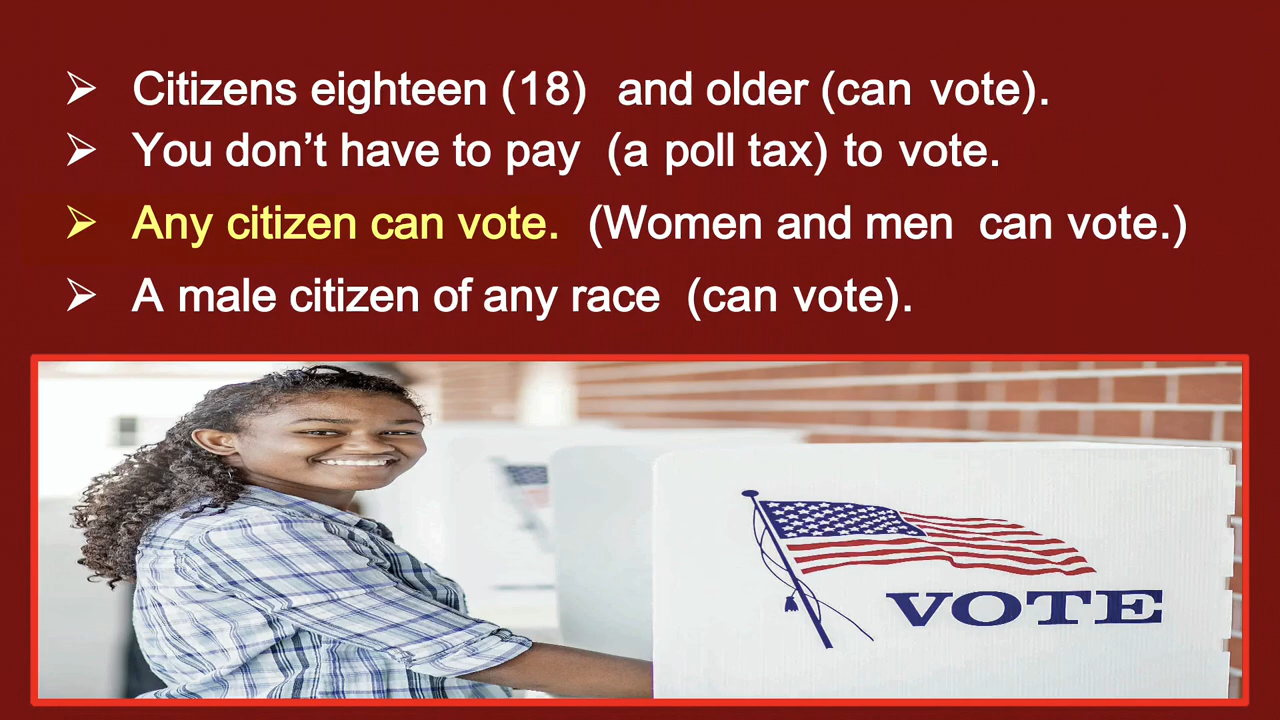 Citizens eighteen (18) and older (can vote).
You don't have to pay (a poll tax) to vote.
Any citizen can vote. (Women and men can vote.)
A male citizen of any race (can vote).
VOTE